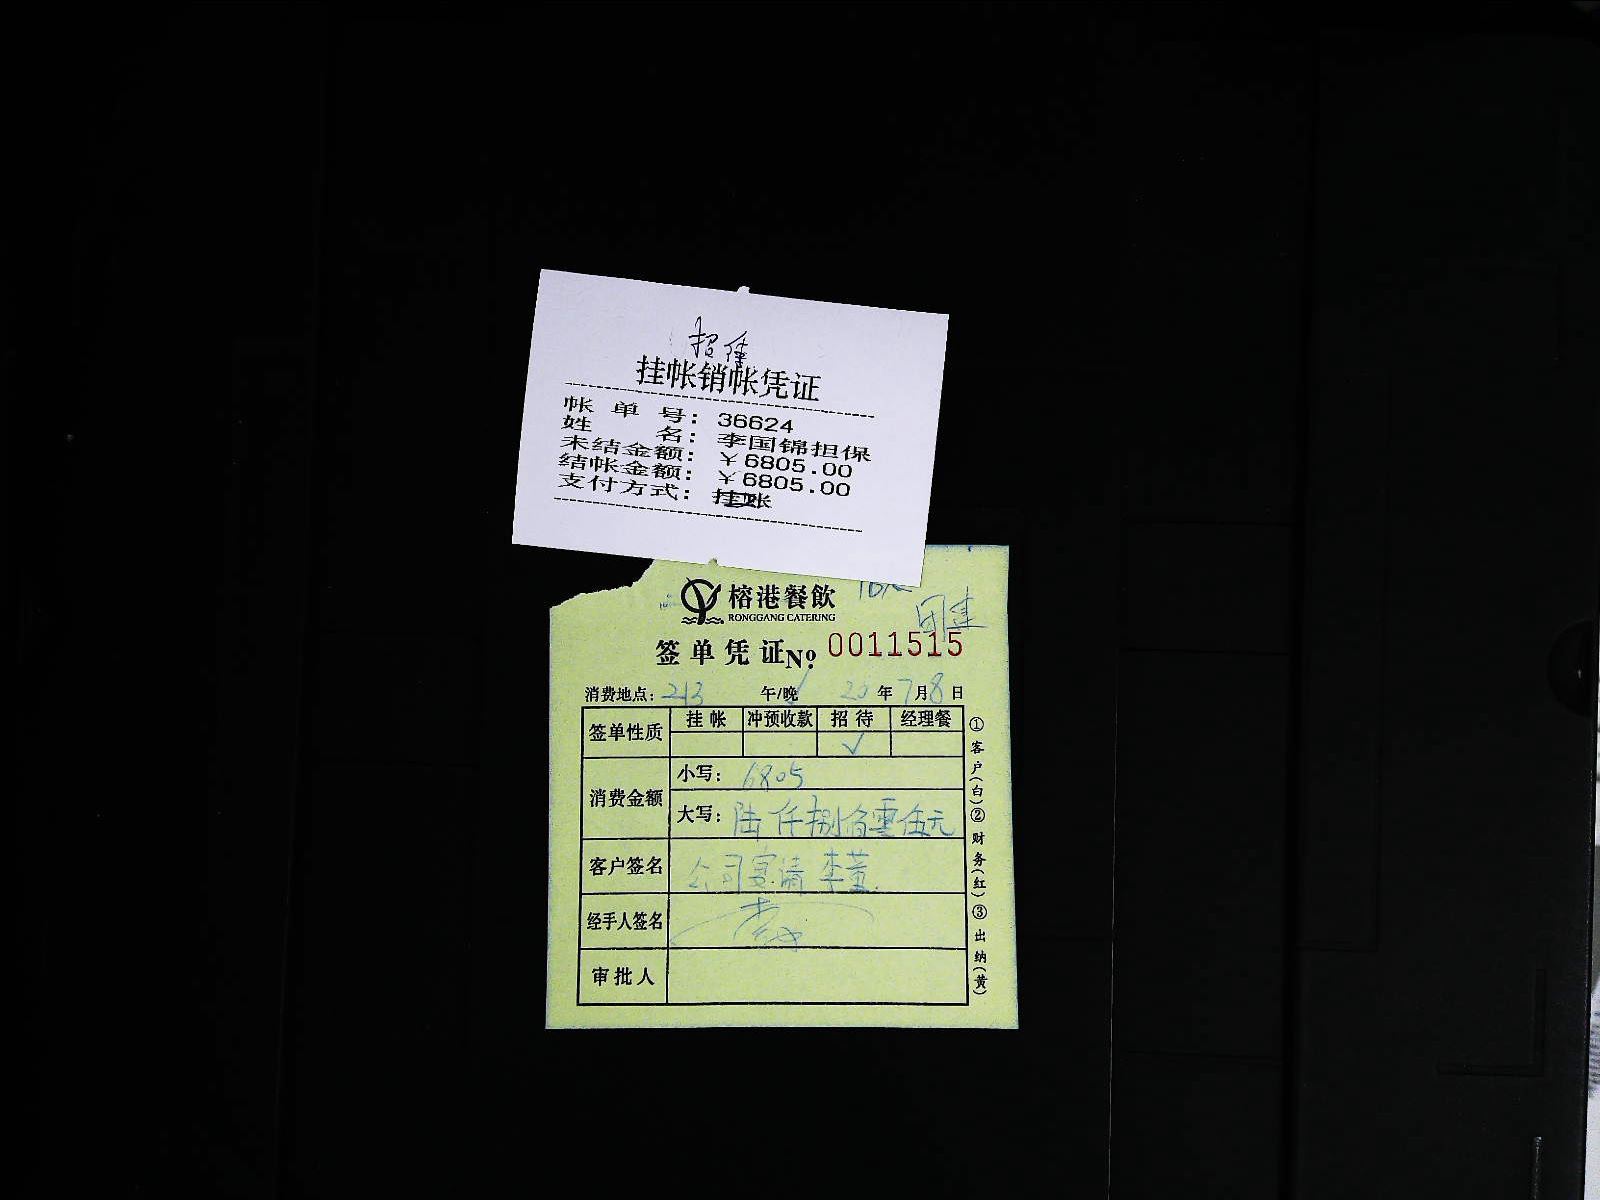 招待
挂帐销帐凭证
帐单号: 36624
姓名: 李国锦担保
未结金额: ￥6805.00
结帐金额: ￥6805.00
支付方式: 挂账
榕港餐飲
RONGGANG CATERING
团建
签单凭证№ 0011515
消费地点: 213 午/晚 20 年 7 月 8 日
签单性质 挂帐 冲预收款 招待 经理餐
√
消费金额 小写: 6805
大写: 陆仟捌佰零伍元
客户签名 公司宴请 李董
经手人签名
审批人
①客户(白)②财务(红)③出纳(黄)